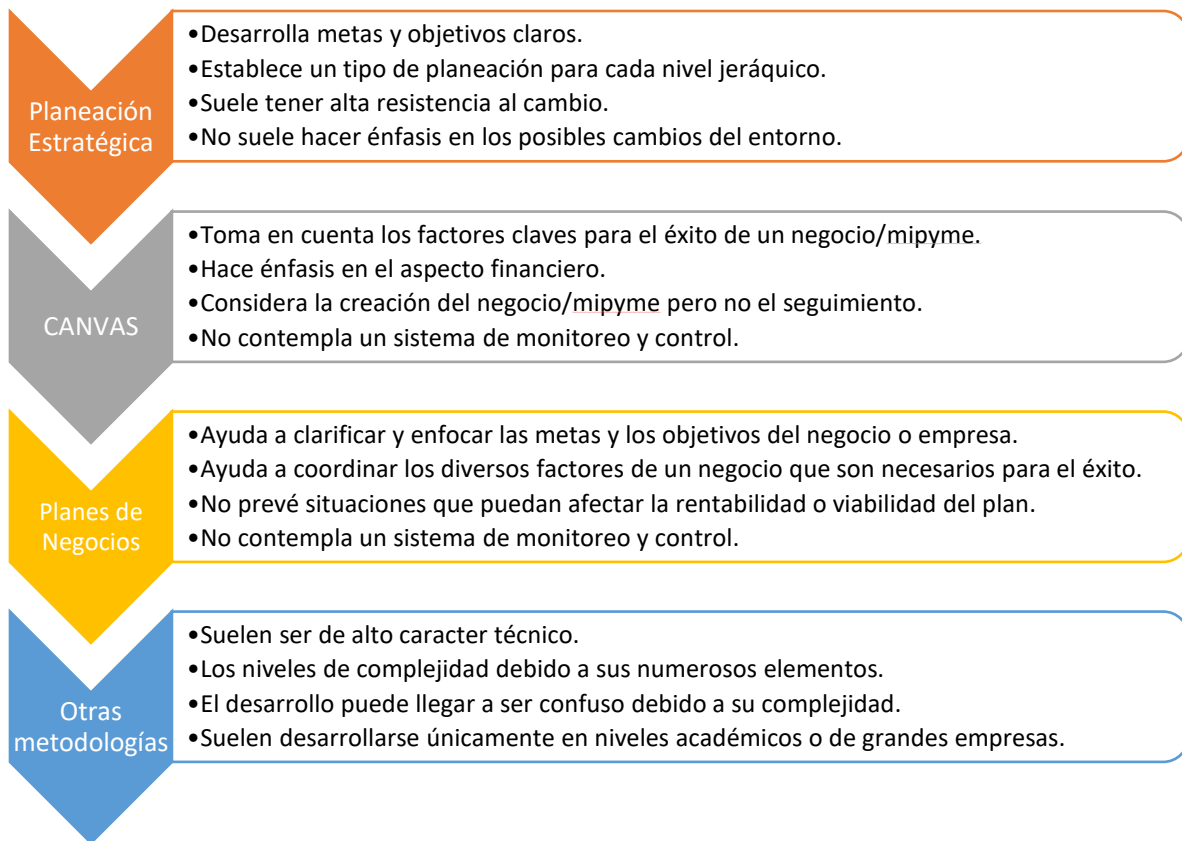 Planeación
Estratégica
•Desarrolla metas y objetivos claros.
•Establece un tipo de planeación para cada nivel jeráquico.
•Suele tener alta resistencia al cambio.
•No suele hacer énfasis en los posibles cambios del entorno.
CANVAS
•Toma en cuenta los factores claves para el éxito de un negocio/mipyme.
•Hace énfasis en el aspecto financiero.
•Considera la creación del negocio/mipyme pero no el seguimiento.
•No contempla un sistema de monitoreo y control.
Planes de
Negocios
•Ayuda a clarificar y enfocar las metas y los objetivos del negocio o empresa.
•Ayuda a coordinar los diversos factores de un negocio que son necesarios para el éxito.
•No prevé situaciones que puedan afectar la rentabilidad o viabilidad del plan.
•No contempla un sistema de monitoreo y control.
Otras
metodologías
•Suelen ser de alto caracter técnico.
•Los niveles de complejidad debido a sus numerosos elementos.
•El desarrollo puede llegar a ser confuso debido a su complejidad.
•Suelen desarrollarse únicamente en niveles académicos o de grandes empresas.